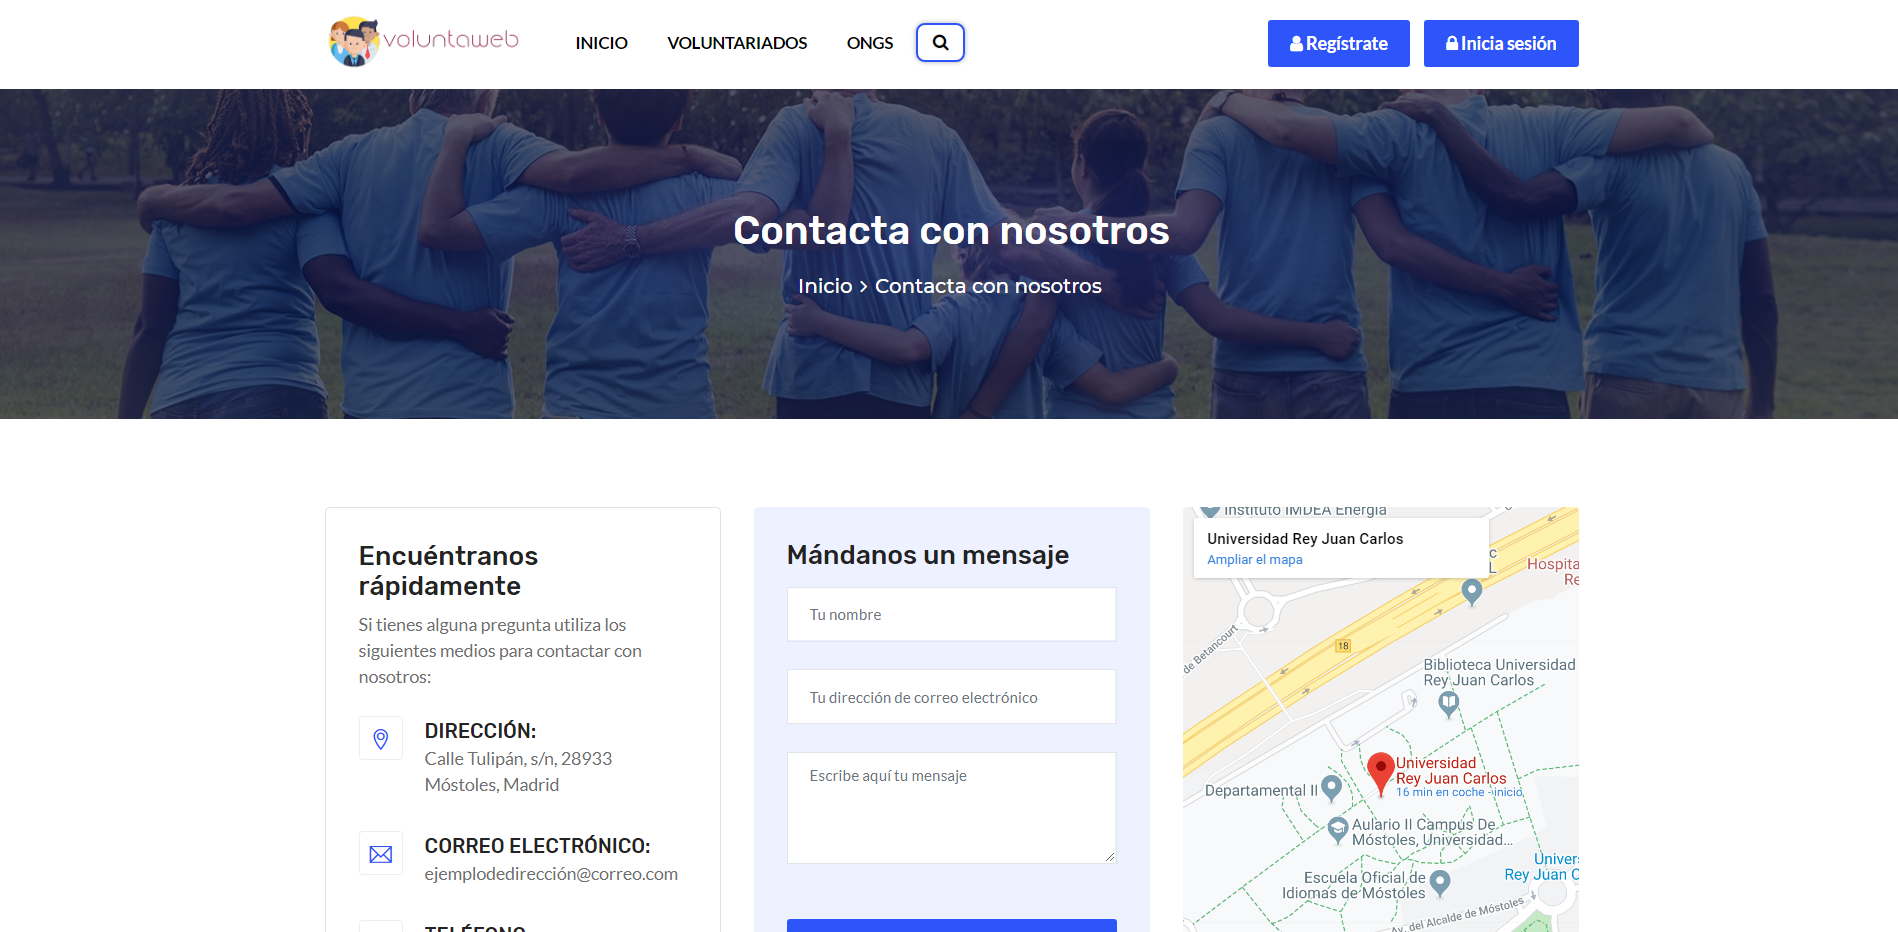 voluntaweb
INICIO
VOLUNTARIADOS
ONGS
Regístrate
Inicia sesión
Contacta con nosotros
Inicio > Contacta con nosotros
Encuéntranos
rápidamente
Si tienes alguna pregunta utiliza los
siguientes medios para contactar con
nosotros:
DIRECCIÓN:
Calle Tulipán, s/n, 28933
Móstoles, Madrid
CORREO ELECTRÓNICO:
ejemplodedirección@correo.com
TELÉFONO
Mándanos un mensaje
Tu nombre
Tu dirección de correo electrónico
Escribe aquí tu mensaje
Instituto IMDEA Energía
Universidad Rey Juan Carlos
Ampliar el mapa
C
L
Hospita
Re
de Betancourt
18
Biblioteca Universidad
Rey Juan Carlos
Universidad
Rey Juan Carlos
16 min en coche - inicio
Departamental II
Aulario II Campus De
Móstoles, Universidad...
Univers
Rey Juan C
Escuela Oficial de
Idiomas de Móstoles
Av. del Alcalde de Móstoles